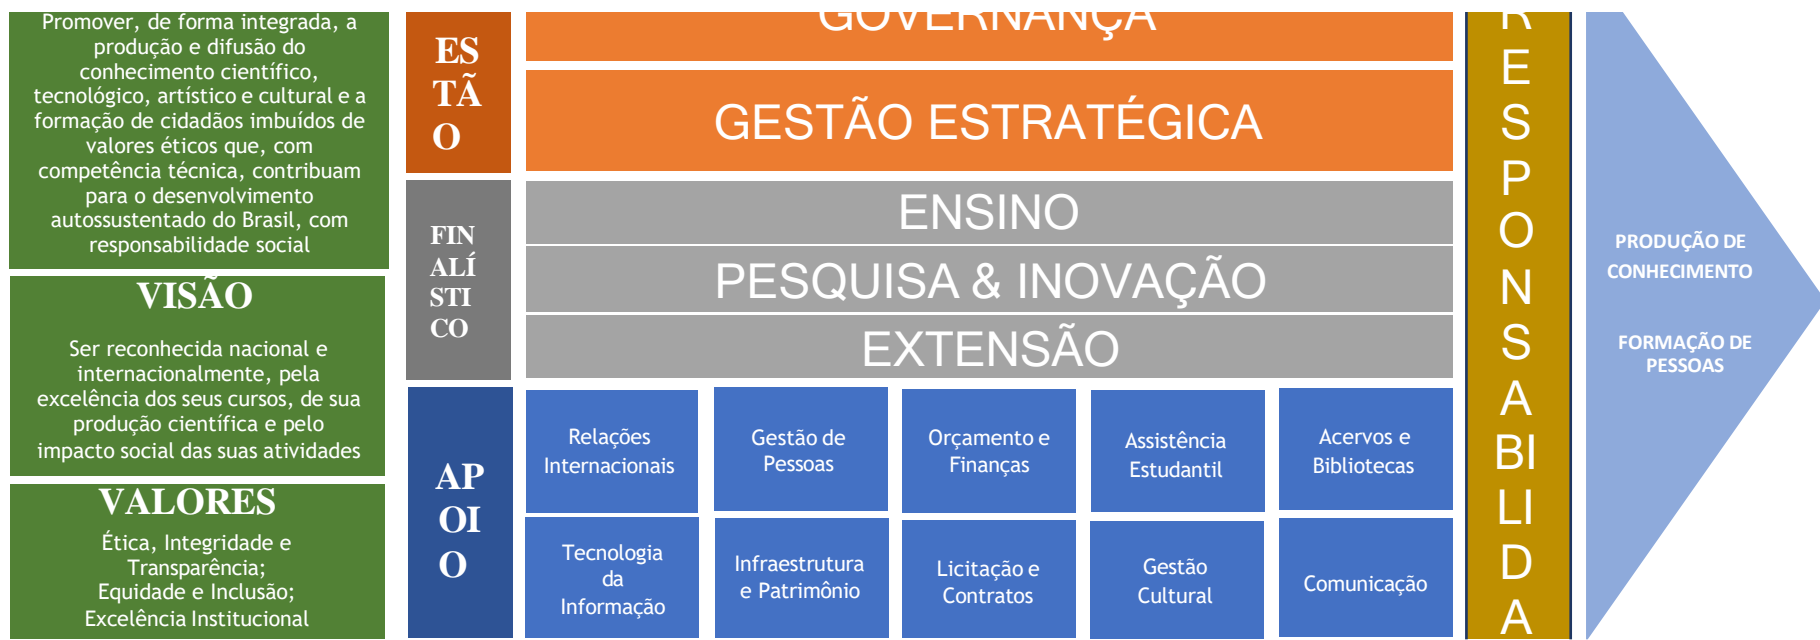 Promover, de forma integrada, a
produção e difusão do
conhecimento científico,
tecnológico, artístico e cultural e a
formação de cidadãos imbuídos de
valores éticos que, com
competência técnica, contribuam
para o desenvolvimento
autossustentado do Brasil, com
responsabilidade social
VISÃO
Ser reconhecida nacional e
internacionalmente, pela
excelência dos seus cursos, de sua
produção científica e pelo
impacto social das suas atividades
VALORES
Ética, Integridade e
Transparência;
Equidade e Inclusão;
Excelência Institucional
ES
TÃ
O
FIN
ALÍ
STI
CO
AP
OI
O
GOVERNANÇA
GESTÃO ESTRATÉGICA
ENSINO
PESQUISA & INOVAÇÃO
EXTENSÃO
Relações
Internacionais
Gestão de
Pessoas
Orçamento e
Finanças
Assistência
Estudantil
Acervos e
Bibliotecas
Tecnologia
da
Informação
Infraestrutura
e Patrimônio
Licitação e
Contratos
Gestão
Cultural
Comunicação
R
E
S
P
O
N
S
A
BI
LI
D
A
PRODUÇÃO DE
CONHECIMENTO
FORMAÇÃO DE
PESSOAS